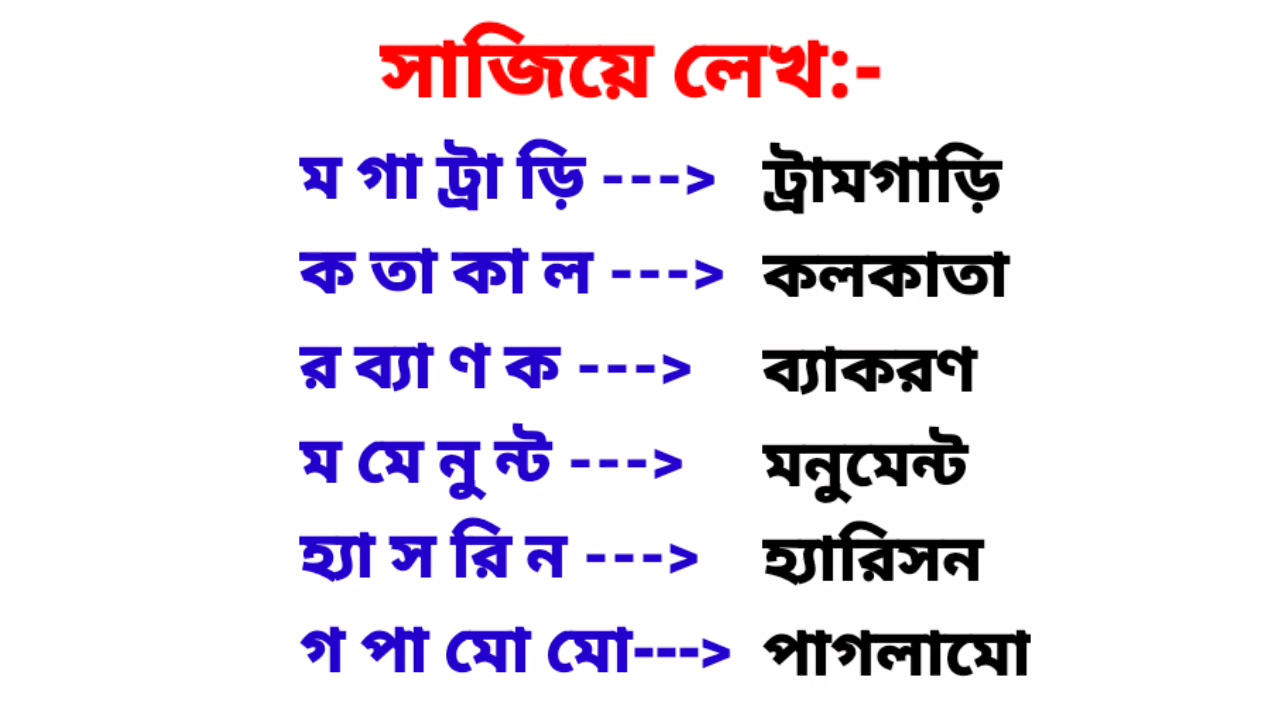 সাজিয়ে লেখ:-
ম গা ট্রা ড়ি ---> ট্রামগাড়ি
ক তা কা ল ---> কলকাতা
র ব্যা ণ ক ---> ব্যাকরণ
ম মে নু ন্ট ---> মনুমেন্ট
হ্যা স রি ন ---> হ্যারিসন
গ পা মো মো---> পাগলামো